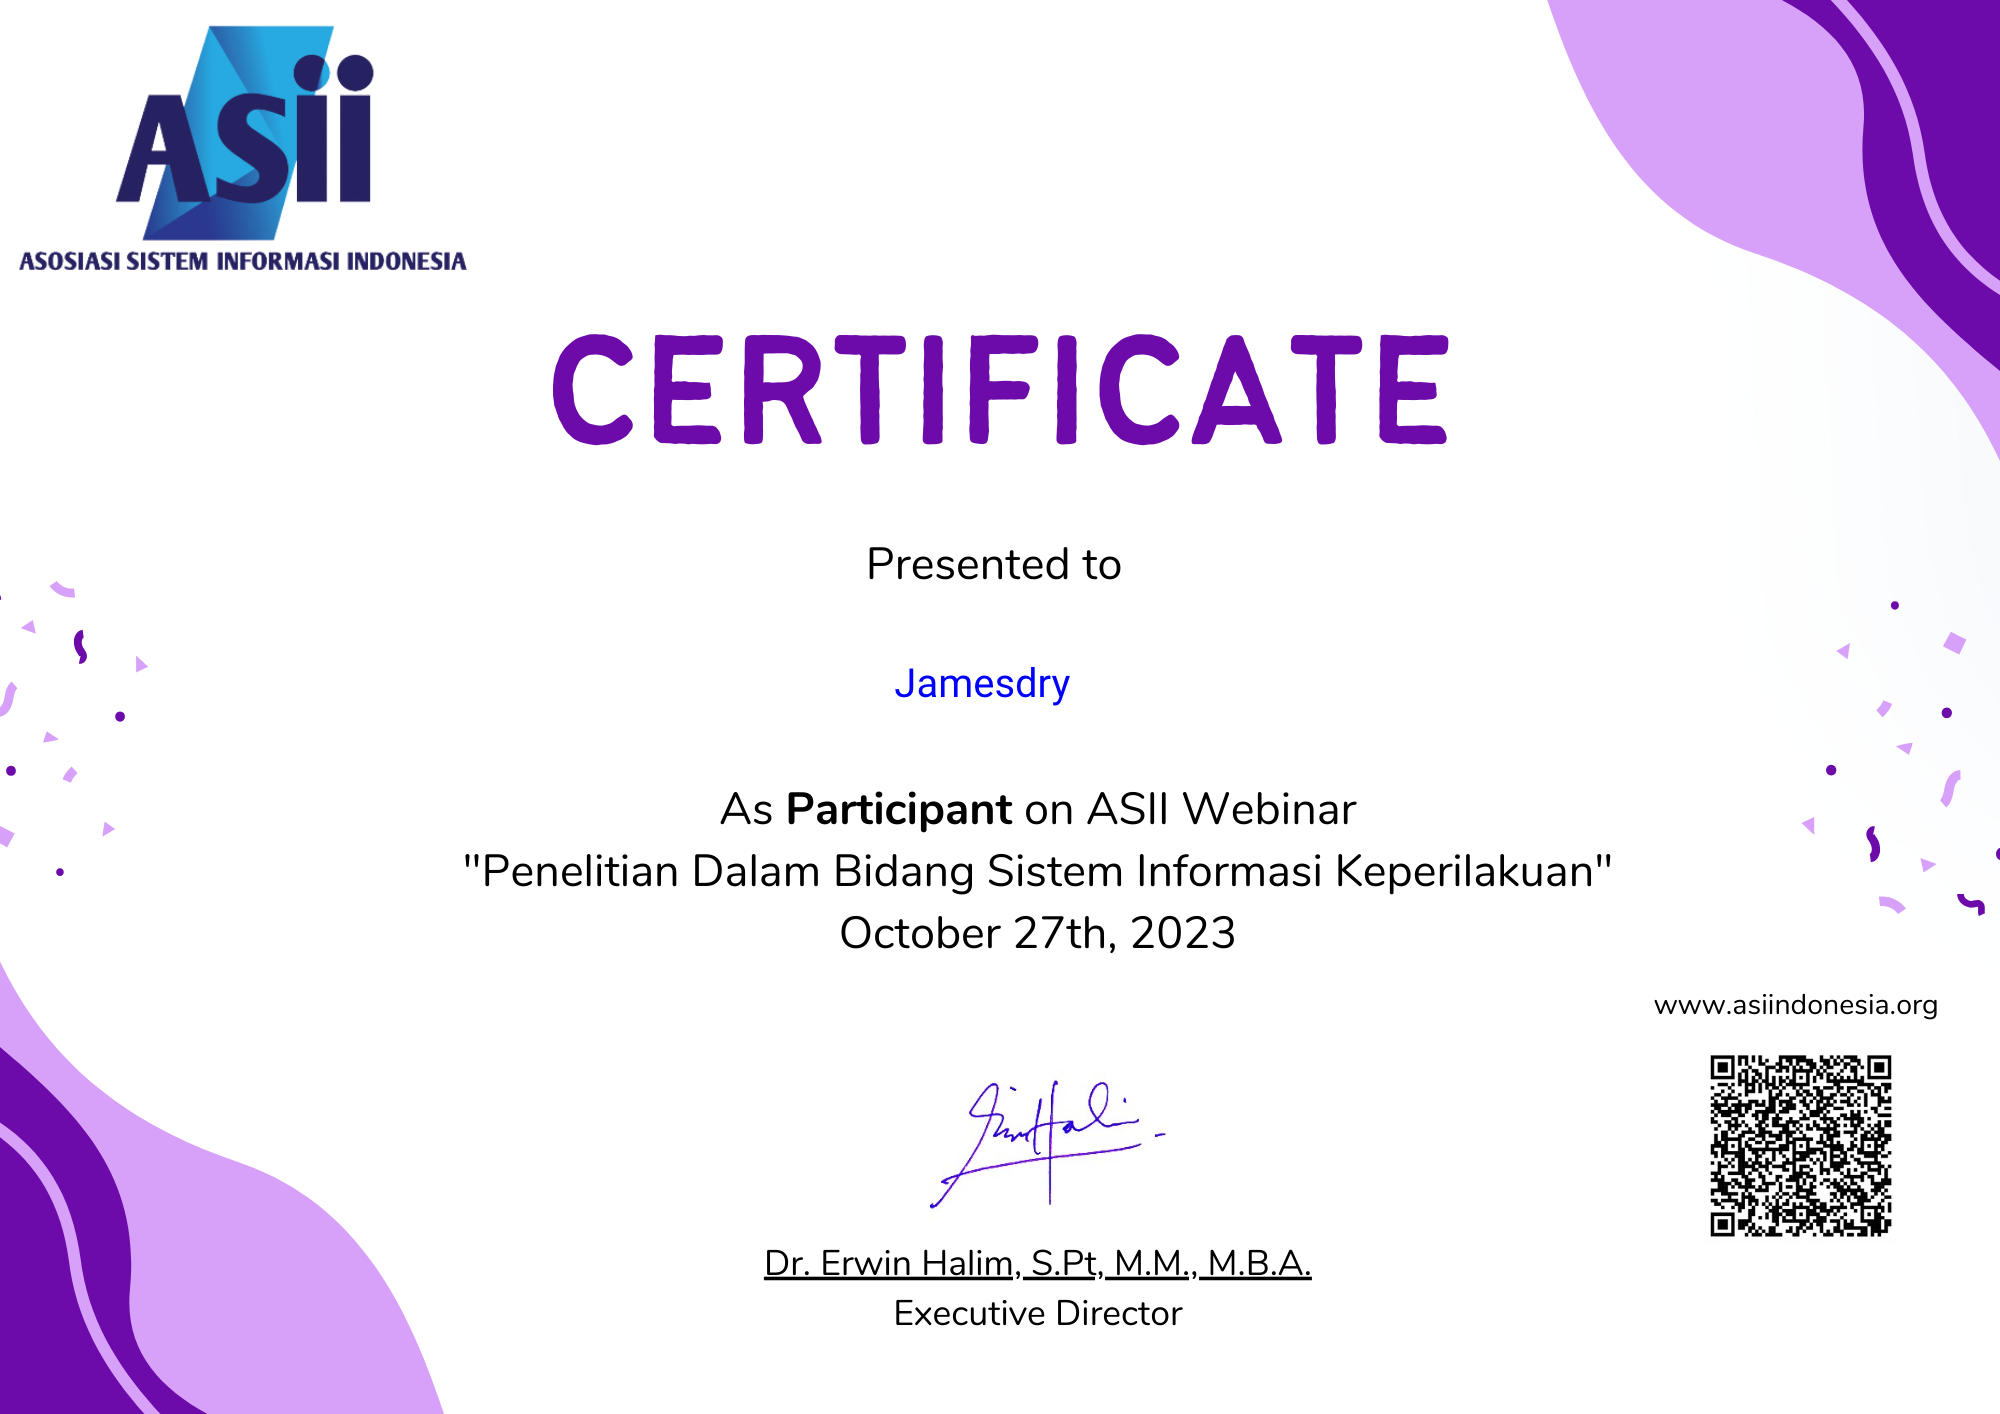 ASii
ASOSIASI SISTEM INFORMASI INDONESIA
CERTIFICATE
Presented to
Jamesdry
As Participant on ASII Webinar
"Penelitian Dalam Bidang Sistem Informasi Keperilakuan"
October 27th, 2023
www.asiindonesia.org
Dr. Erwin Halim, S.Pt, M.M., M.B.A.
Executive Director